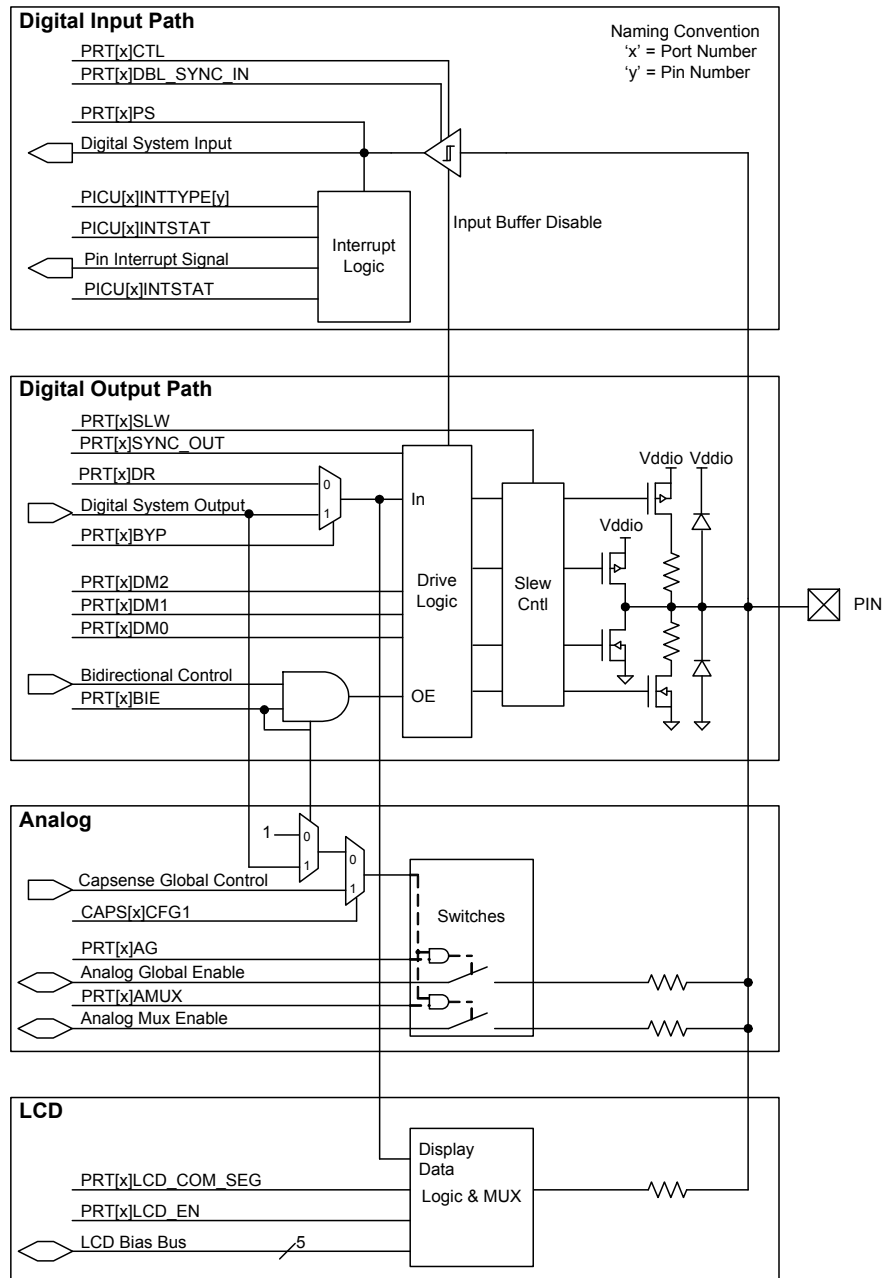 Digital Input Path
Naming Convention
‘x’ = Port Number
‘y’ = Pin Number
PRT[x]CTL
PRT[x]DBL_SYNC_IN
PRT[x]PS
Digital System Input
PICU[x]INTTYPE[y]
PICU[x]INTSTAT
Pin Interrupt Signal
PICU[x]INTSTAT
Interrupt
Logic
Input Buffer Disable
Digital Output Path
PRT[x]SLW
PRT[x]SYNC_OUT
PRT[x]DR
Digital System Output
PRT[x]BYP
PRT[x]DM2
PRT[x]DM1
PRT[x]DM0
Bidirectional Control
PRT[x]BIE
0
1
In
Drive
Logic
OE
Slew
Cntl
Vddio
Vddio
Vddio
PIN
Analog
1
0
1
0
1
Capsense Global Control
CAPS[x]CFG1
PRT[x]AG
Analog Global Enable
PRT[x]AMUX
Analog Mux Enable
Switches
LCD
PRT[x]LCD_COM_SEG
PRT[x]LCD_EN
LCD Bias Bus
5
Display
Data
Logic & MUX